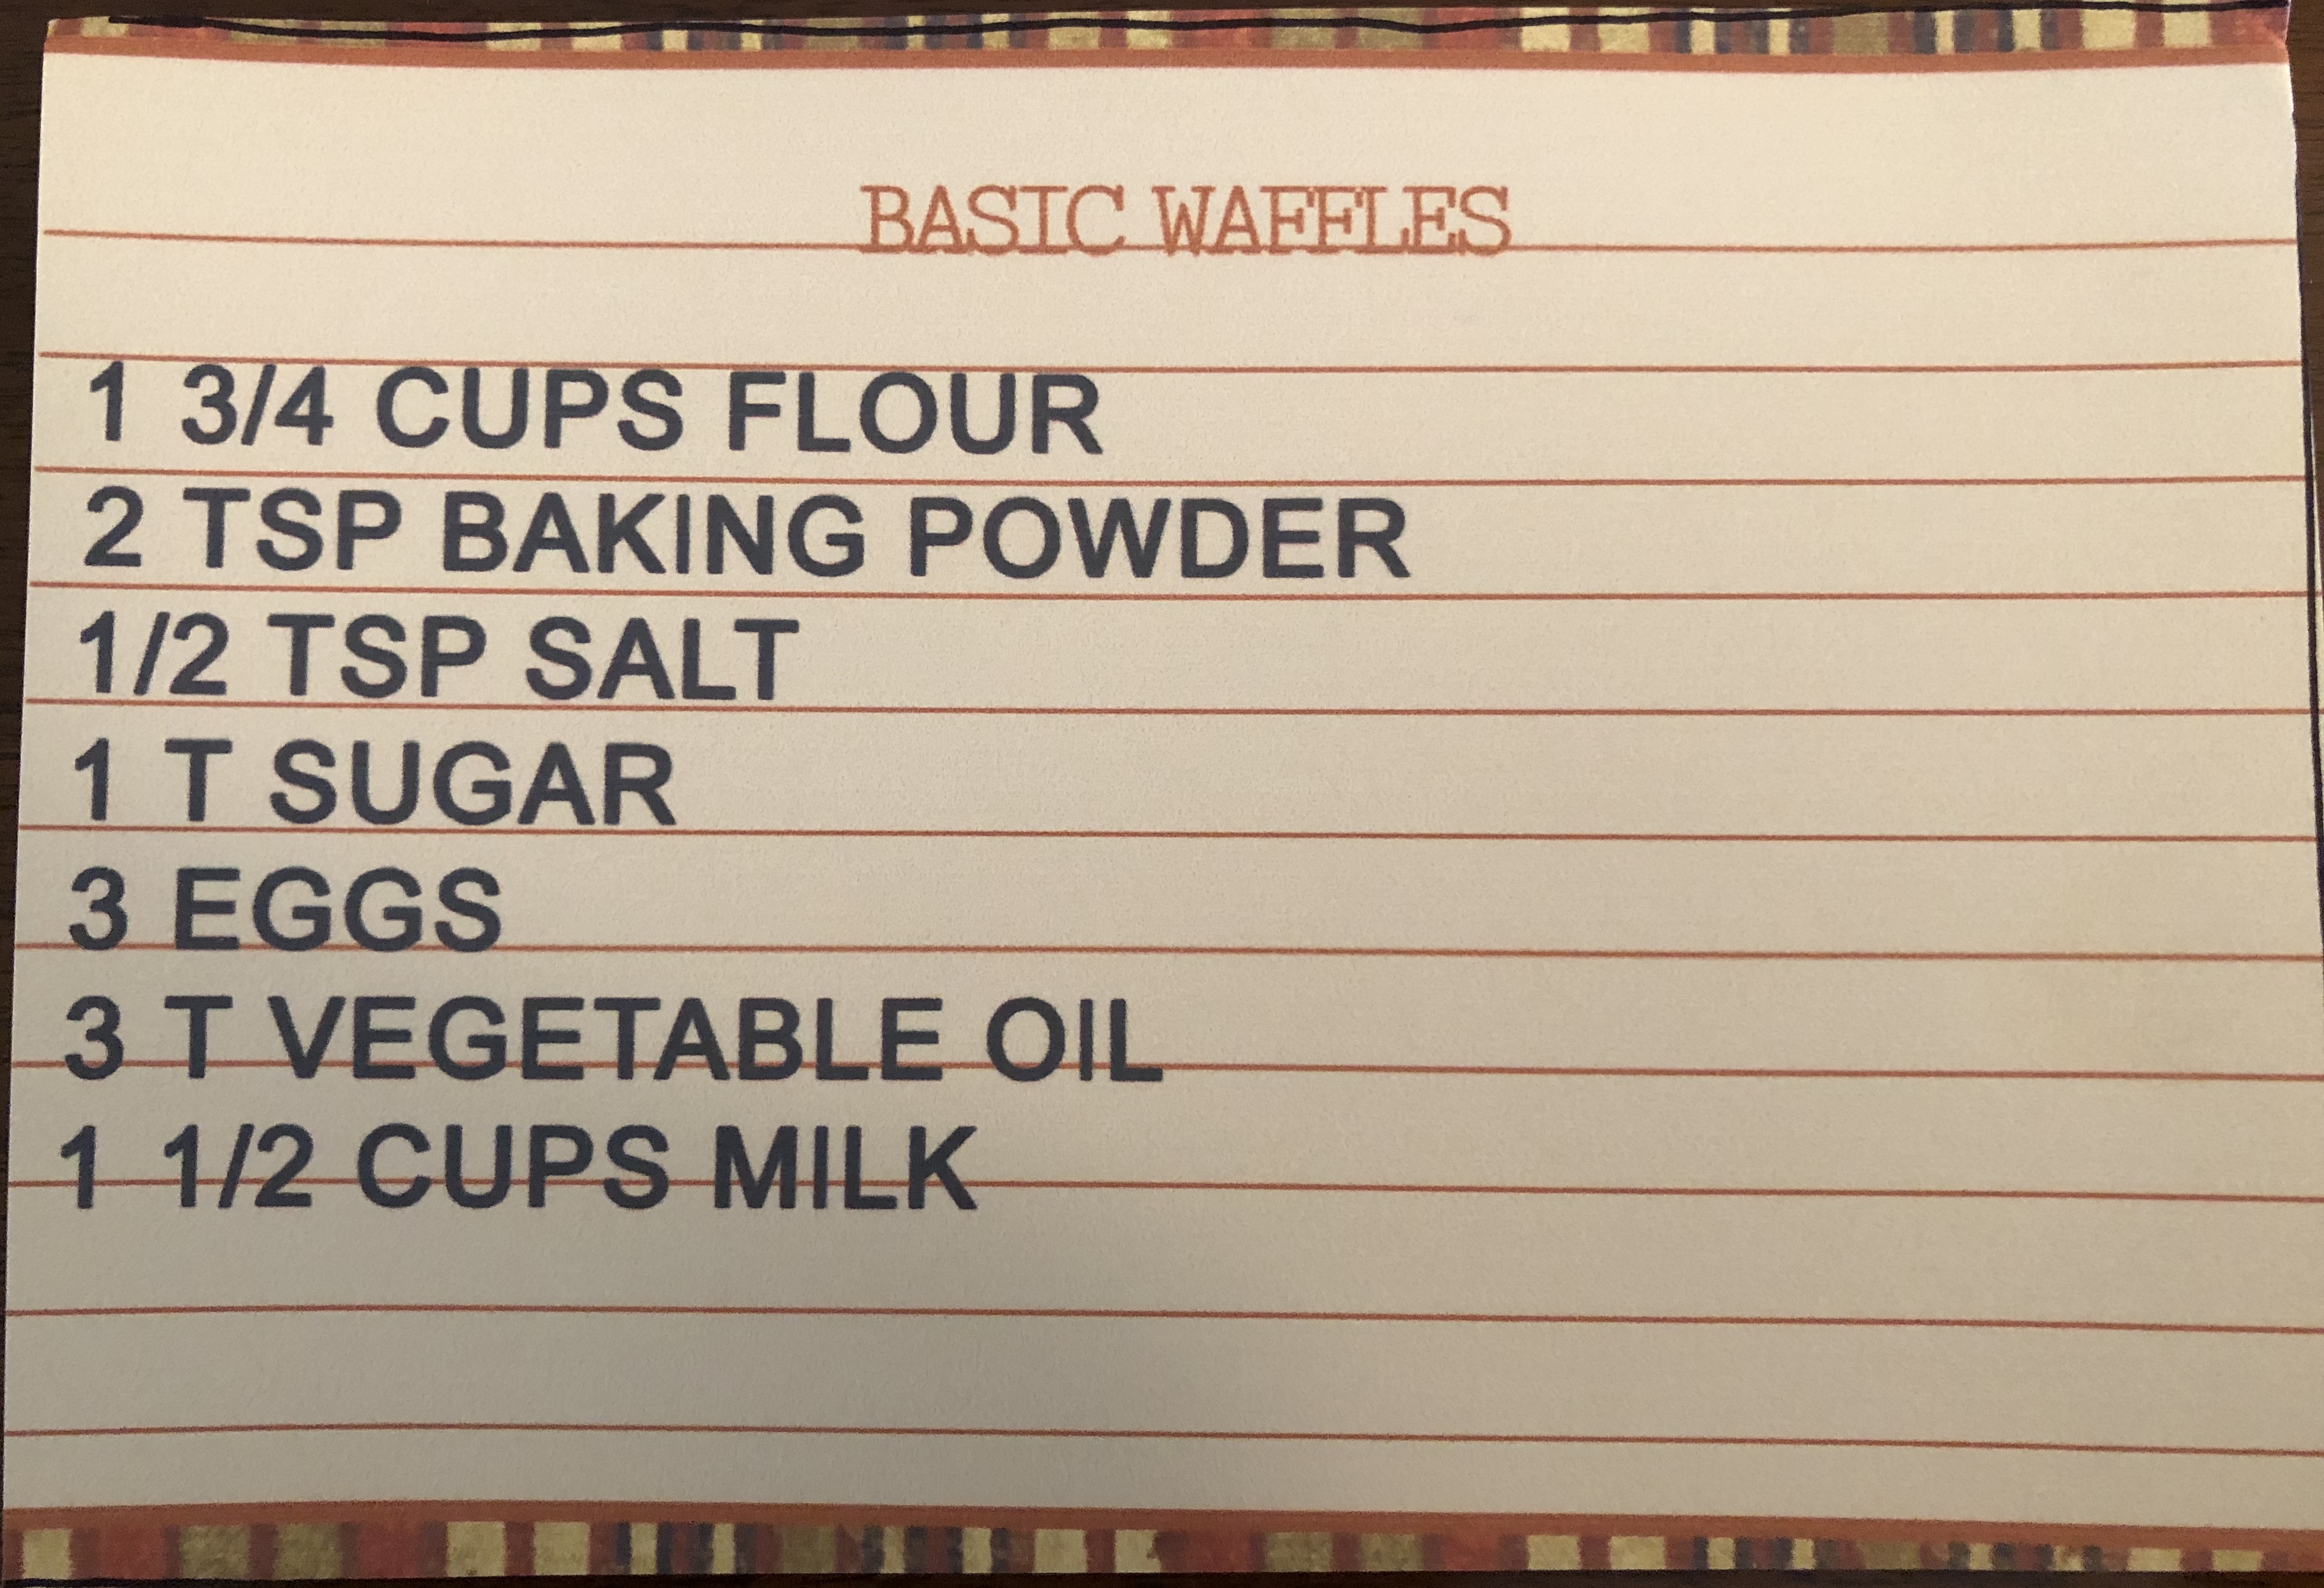 BASIC WAFFLES
1 3/4 CUPS FLOUR
2 TSP BAKING POWDER
1/2 TSP SALT
1 T SUGAR
3 EGGS
3 T VEGETABLE OIL
1 1/2 CUPS MILK